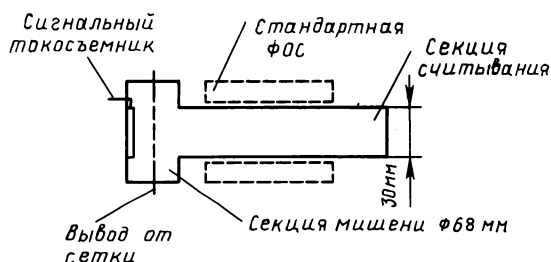 Сигнальный
токосъемник
Стандартная
ФОС
Секция
считывания
30мм
Секция мишени Ф68 мм
Вывод от
сетки